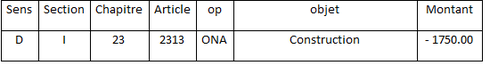 Sens Section Chapitre Article op objet Montant
D I 23 2313 ONA Construction - 1750.00